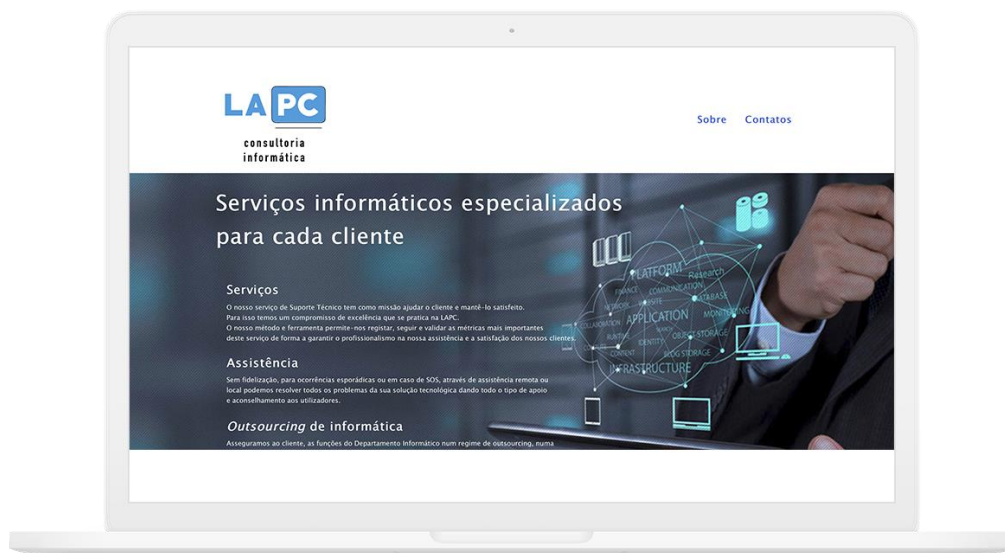 LAPC
consultoria
informática
Sobre Contatos
Serviços informáticos especializados
para cada cliente
Serviços
O nosso serviço de Suporte Técnico tem como missão ajudar o cliente e mantê-lo satisfeito.
Para isso temos um compromisso de excelência que se pratica na LAPC.
O nosso método e ferramenta permite-nos registar, seguir e validar as métricas mais importantes
deste serviço de forma a garantir o profissionalismo na nossa assistência e a satisfação dos nossos clientes.
Assistência
Sem fidelização, para ocorrências esporádicas ou em caso de SOS, através de assistência remota ou
local podemos resolver todos os problemas da sua solução tecnológica dando todo o tipo de apoio
e aconselhamento aos utilizadores.
Outsourcing de informática
Asseguramos ao cliente, as funções do Departamento Informático num regime de outsourcing, numa
PLATFORM
Research
FINANCE COMMUNICATION
NETWORK
DATABASE
COLLABORATION APPLICATION MONITORING
SEARCH
RUNTIME IDENTITY OBJECT STORAGE
CONTENT
INFRASTRUCTURE